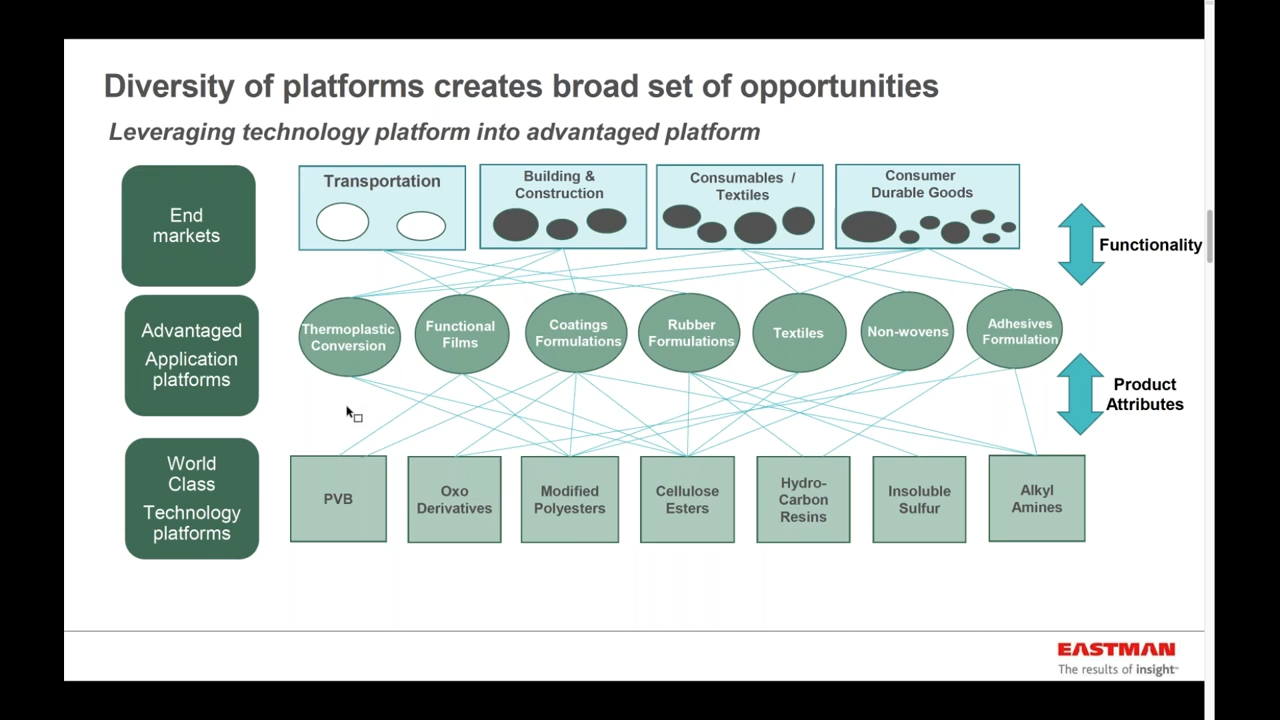 Diversity of platforms creates broad set of opportunities
Leveraging technology platform into advantaged platform
End
markets
Transportation
Building &
Construction
Consumables /
Textiles
Consumer
Durable Goods
Functionality
Advantaged
Application
platforms
Thermoplastic
Conversion
Functional
Films
Coatings
Formulations
Rubber
Formulations
Textiles
Non-wovens
Adhesives
Formulation
Product
Attributes
World
Class
Technology
platforms
PVB
Oxo
Derivatives
Modified
Polyesters
Cellulose
Esters
Hydro-
Carbon
Resins
Insoluble
Sulfur
Alkyl
Amines
EASTMAN
The results of insight™